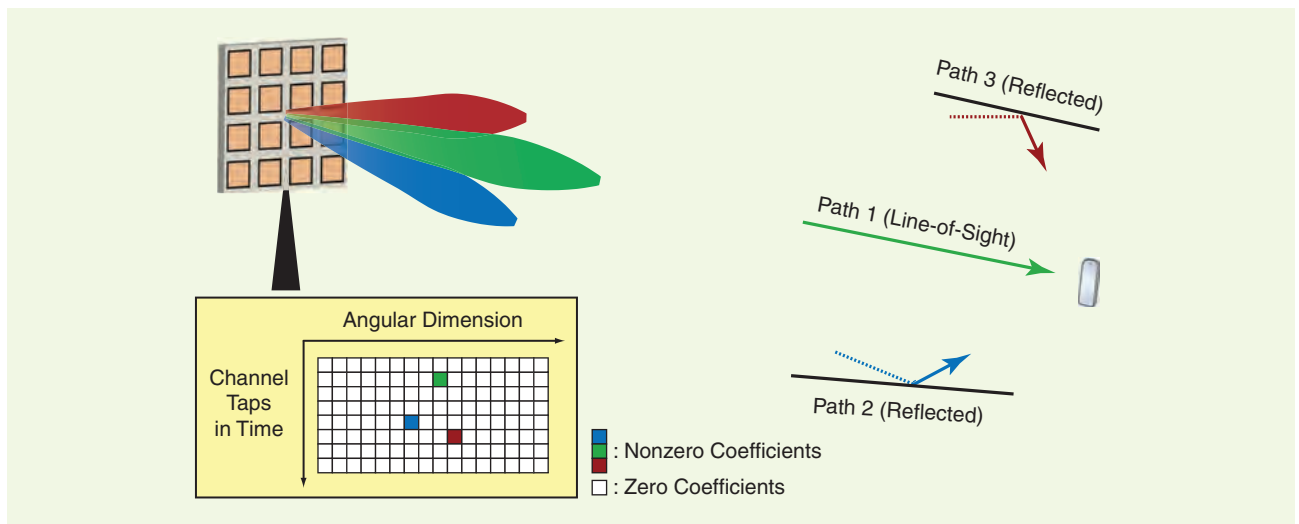 Path 3 (Reflected)
Path 1 (Line-of-Sight)
Path 2 (Reflected)
Angular Dimension
Channel
Taps
in Time
: Nonzero Coefficients
: Zero Coefficients